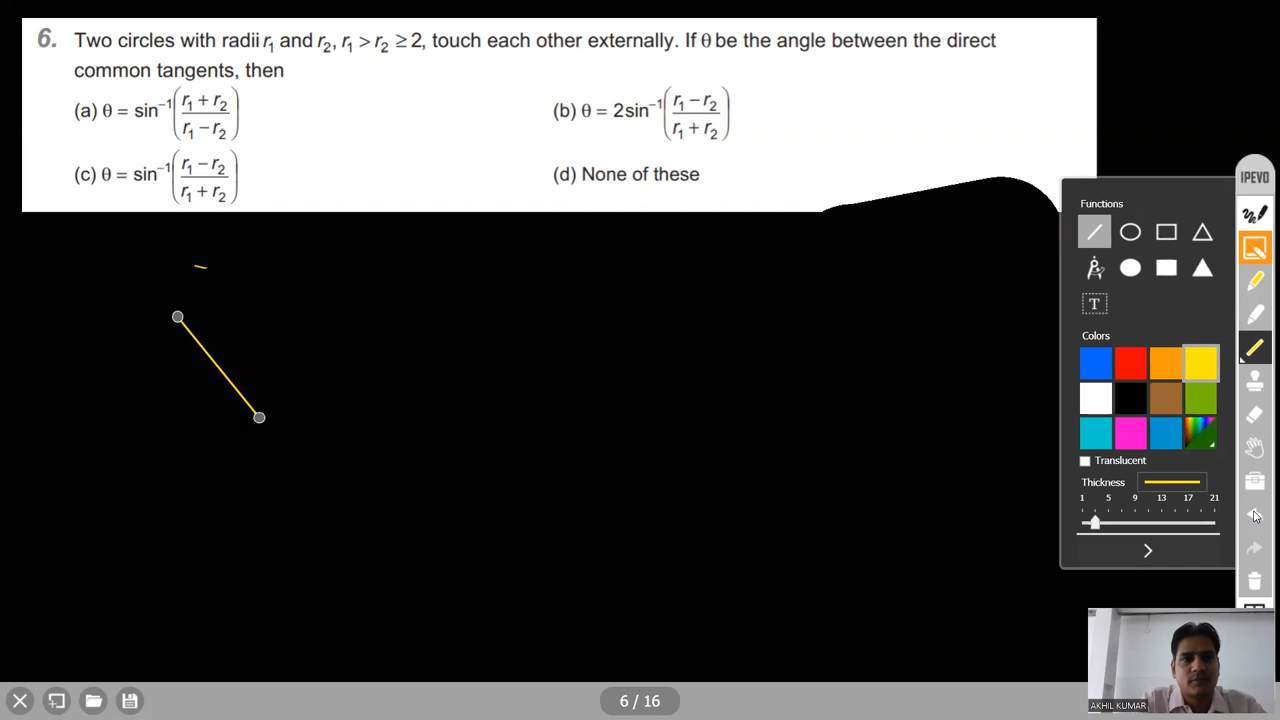 6. Two circles with radii r₁ and r₂, r₁ > r₂ ≥ 2, touch each other externally. If θ be the angle between the direct
common tangents, then
(a) θ = sin⁻¹((r₁ + r₂)/(r₁ − r₂)) (b) θ = 2sin⁻¹((r₁ − r₂)/(r₁ + r₂))
(c) θ = sin⁻¹((r₁ − r₂)/(r₁ + r₂)) (d) None of these
IPEVO
Functions
T
Colors
Translucent
Thickness
1 5 9 13 17 21
6 / 16
AKHIL KUMAR